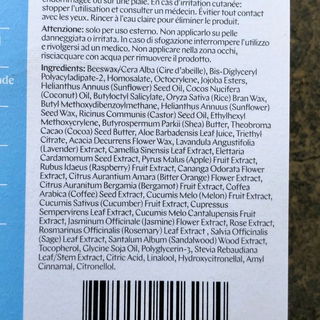 endommagée ou sur une plaie. En cas d'irritation cutanée:
stopper l'utilisation et consulter un médecin. Éviter tout contact
avec les yeux. Rincer à l'eau claire pour éliminer le produit.
Attenzione: solo per uso esterno. Non applicarlo su pelle
danneggiata o irritata. In caso di sfogazione interrompere l'utilizzo
e rivolgersi ad un medico. Non applicare nella zona occhi,
risciacquare con acqua per rimuovere il prodotto.
Ingredients: Beeswax/Cera Alba (Cire d'abeille), Bis-Diglyceryl
Polyacyladipate-2, Homosalate, Octocrylene, Jojoba Esters,
Helianthus Annuus (Sunflower) Seed Oil, Cocos Nucifera
(Coconut) Oil, Butyloctyl Salicylate, Oryza Sativa (Rice) Bran Wax,
Butyl Methoxydibenzoylmethane, Helianthus Annuus (Sunflower)
Seed Wax, Ricinus Communis (Castor) Seed Oil, Ethylhexyl
Methoxycrylene, Butyrospermum Parkii (Shea) Butter, Theobroma
Cacao (Cocoa) Seed Butter, Aloe Barbadensis Leaf Juice, Triethyl
Citrate, Acacia Decurrens Flower Wax, Lavandula Angustifolia
(Lavender) Extract, Camellia Sinensis Leaf Extract, Elettaria
Cardamomum Seed Extract, Pyrus Malus (Apple) Fruit Extract,
Rubus Idaeus (Raspberry) Fruit Extract, Cananga Odorata Flower
Extract, Citrus Aurantium Amara (Bitter Orange) Flower Extract,
Citrus Aurantium Bergamia (Bergamot) Fruit Extract, Coffea
Arabica (Coffee) Seed Extract, Cucumis Melo (Melon) Fruit Extract,
Cucumis Sativus (Cucumber) Fruit Extract, Cupressus
Sempervirens Leaf Extract, Cucumis Melo Cantalupensis Fruit
Extract, Jasminum Officinale (Jasmine) Flower Extract, Rose Extract,
Rosmarinus Officinalis (Rosemary) Leaf Extract , Salvia Officinalis
(Sage) Leaf Extract, Santalum Album (Sandalwood) Wood Extract,
Tocopherol, Glycine Soja Oil, Polyglycerin-3, Stevia Rebaudiana
Leaf/Stem Extract, Citric Acid, Linalool, Hydroxycitronellal, Amyl
Cinnamal, Citronellol.